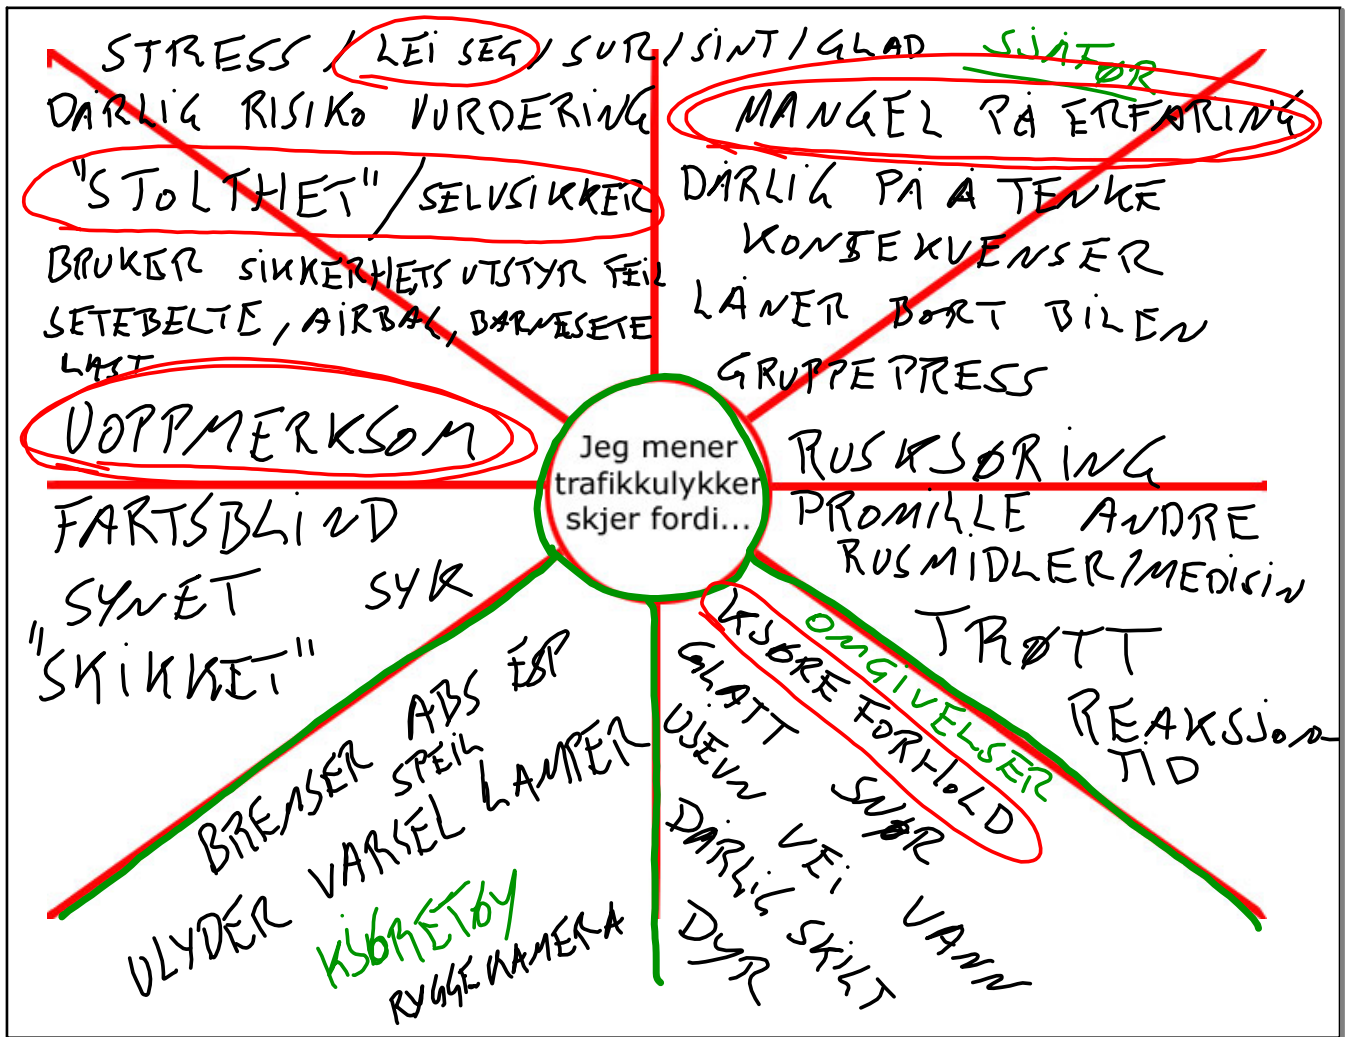 STRESS / LEI SEG / SUR / SINT / GLAD
SJÅFØR
DÅRLIG RISIKO VURDERING
MANGEL PÅ ERFARING
"STOLTHET" / SELVSIKKER
DÅRLIG PÅ Å TENKE
KONSEKVENSER
BRUKER SIKKERHETSUTSTYR FEIL
SETEBELTE, AIRBAG, BARNESETE
LAST
LÅNER BORT BILEN
GRUPPEPRESS
UOPPMERKSOM
Jeg mener
trafikkulykker
skjer fordi...
RUSKJØRING
PROMILLE ANDRE
RUSMIDLER/MEDISIN
TRØTT
REAKSJON
TID
FARTSBLIND
SYNET SYK
"SKIKKET"
BREMSER ABS ESP
SPEIL
VARSEL LAMPER
ULYDER
KJØRETØY
RYGGEKAMERA
OMGIVELSER
KJØREFORHOLD
GLATT SNØR
UJEVN VEI VANN
DÅRLIG SKILT
DYR